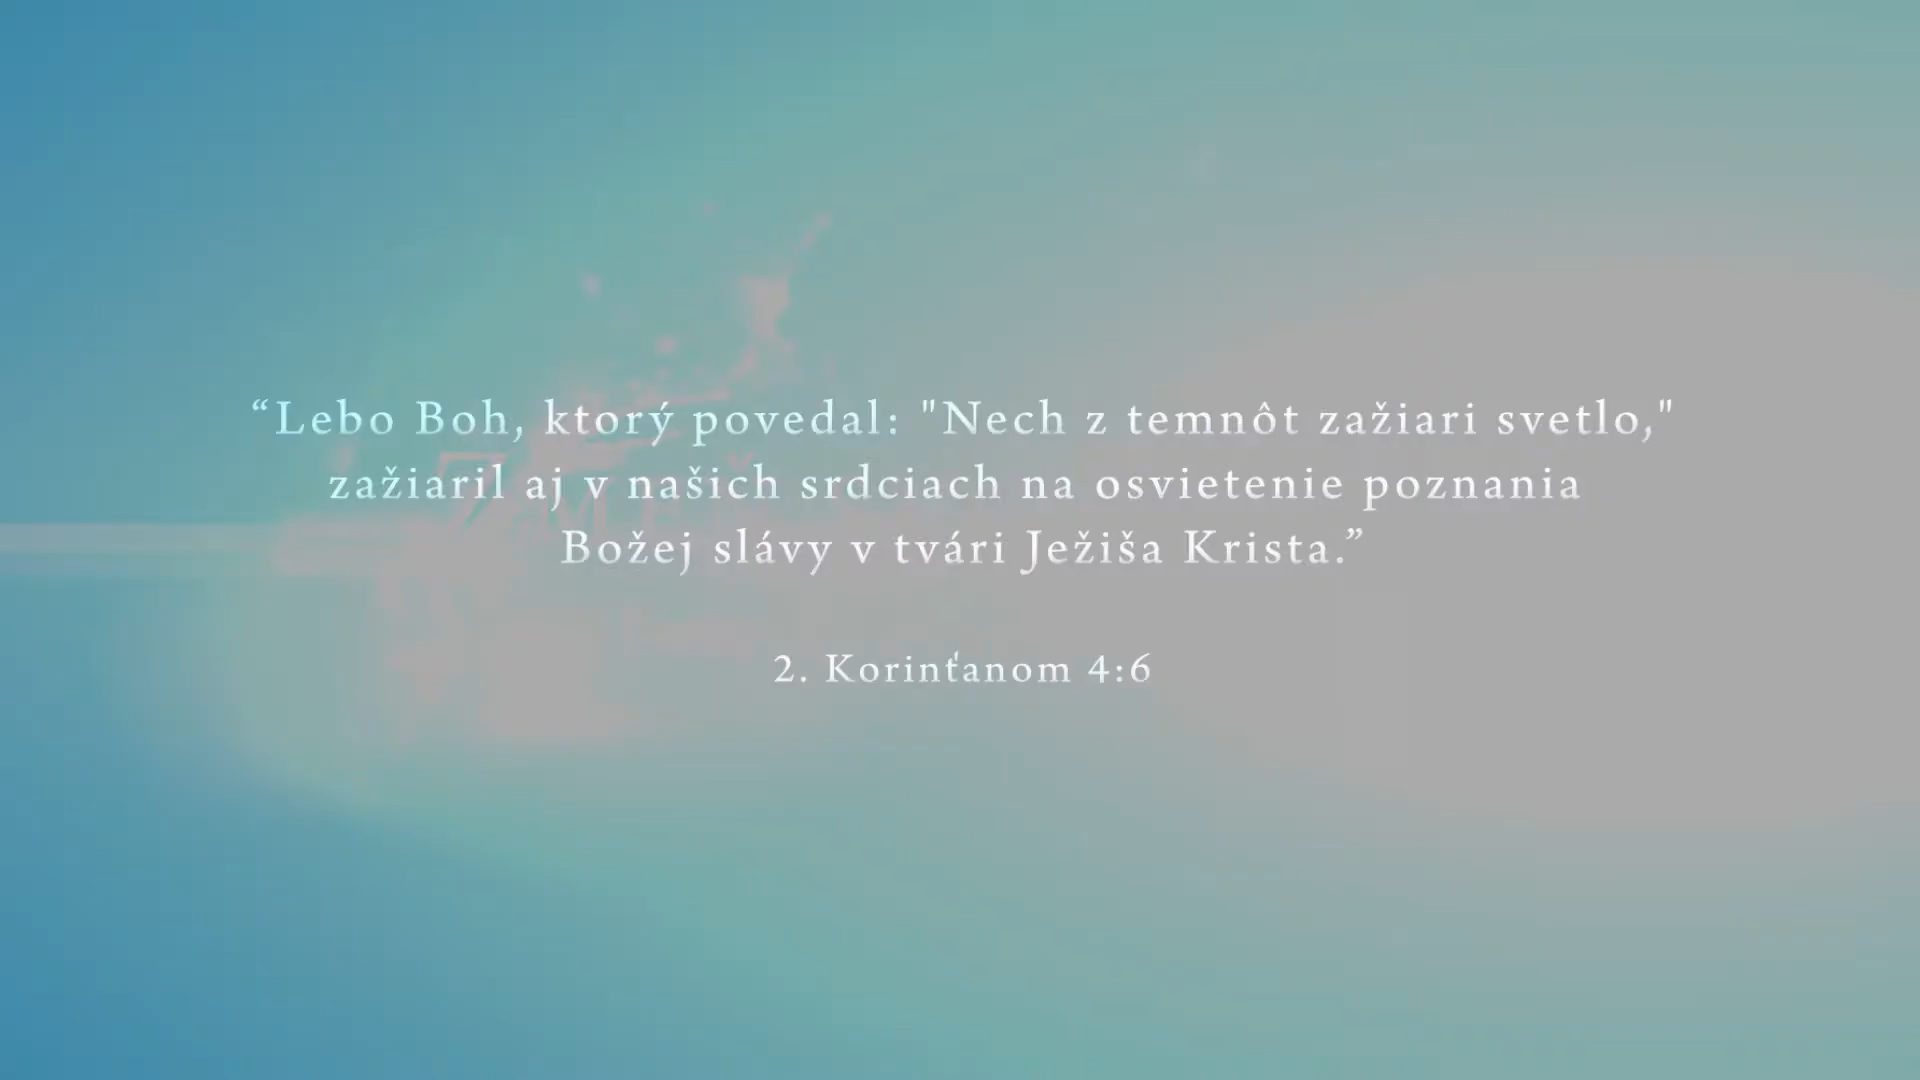 “Lebo Boh, ktorý povedal: "Nech z temnôt zažiari svetlo,"
zažiaril aj v našich srdciach na osvietenie poznania
Božej slávy v tvári Ježiša Krista.”
2. Korinťanom 4:6